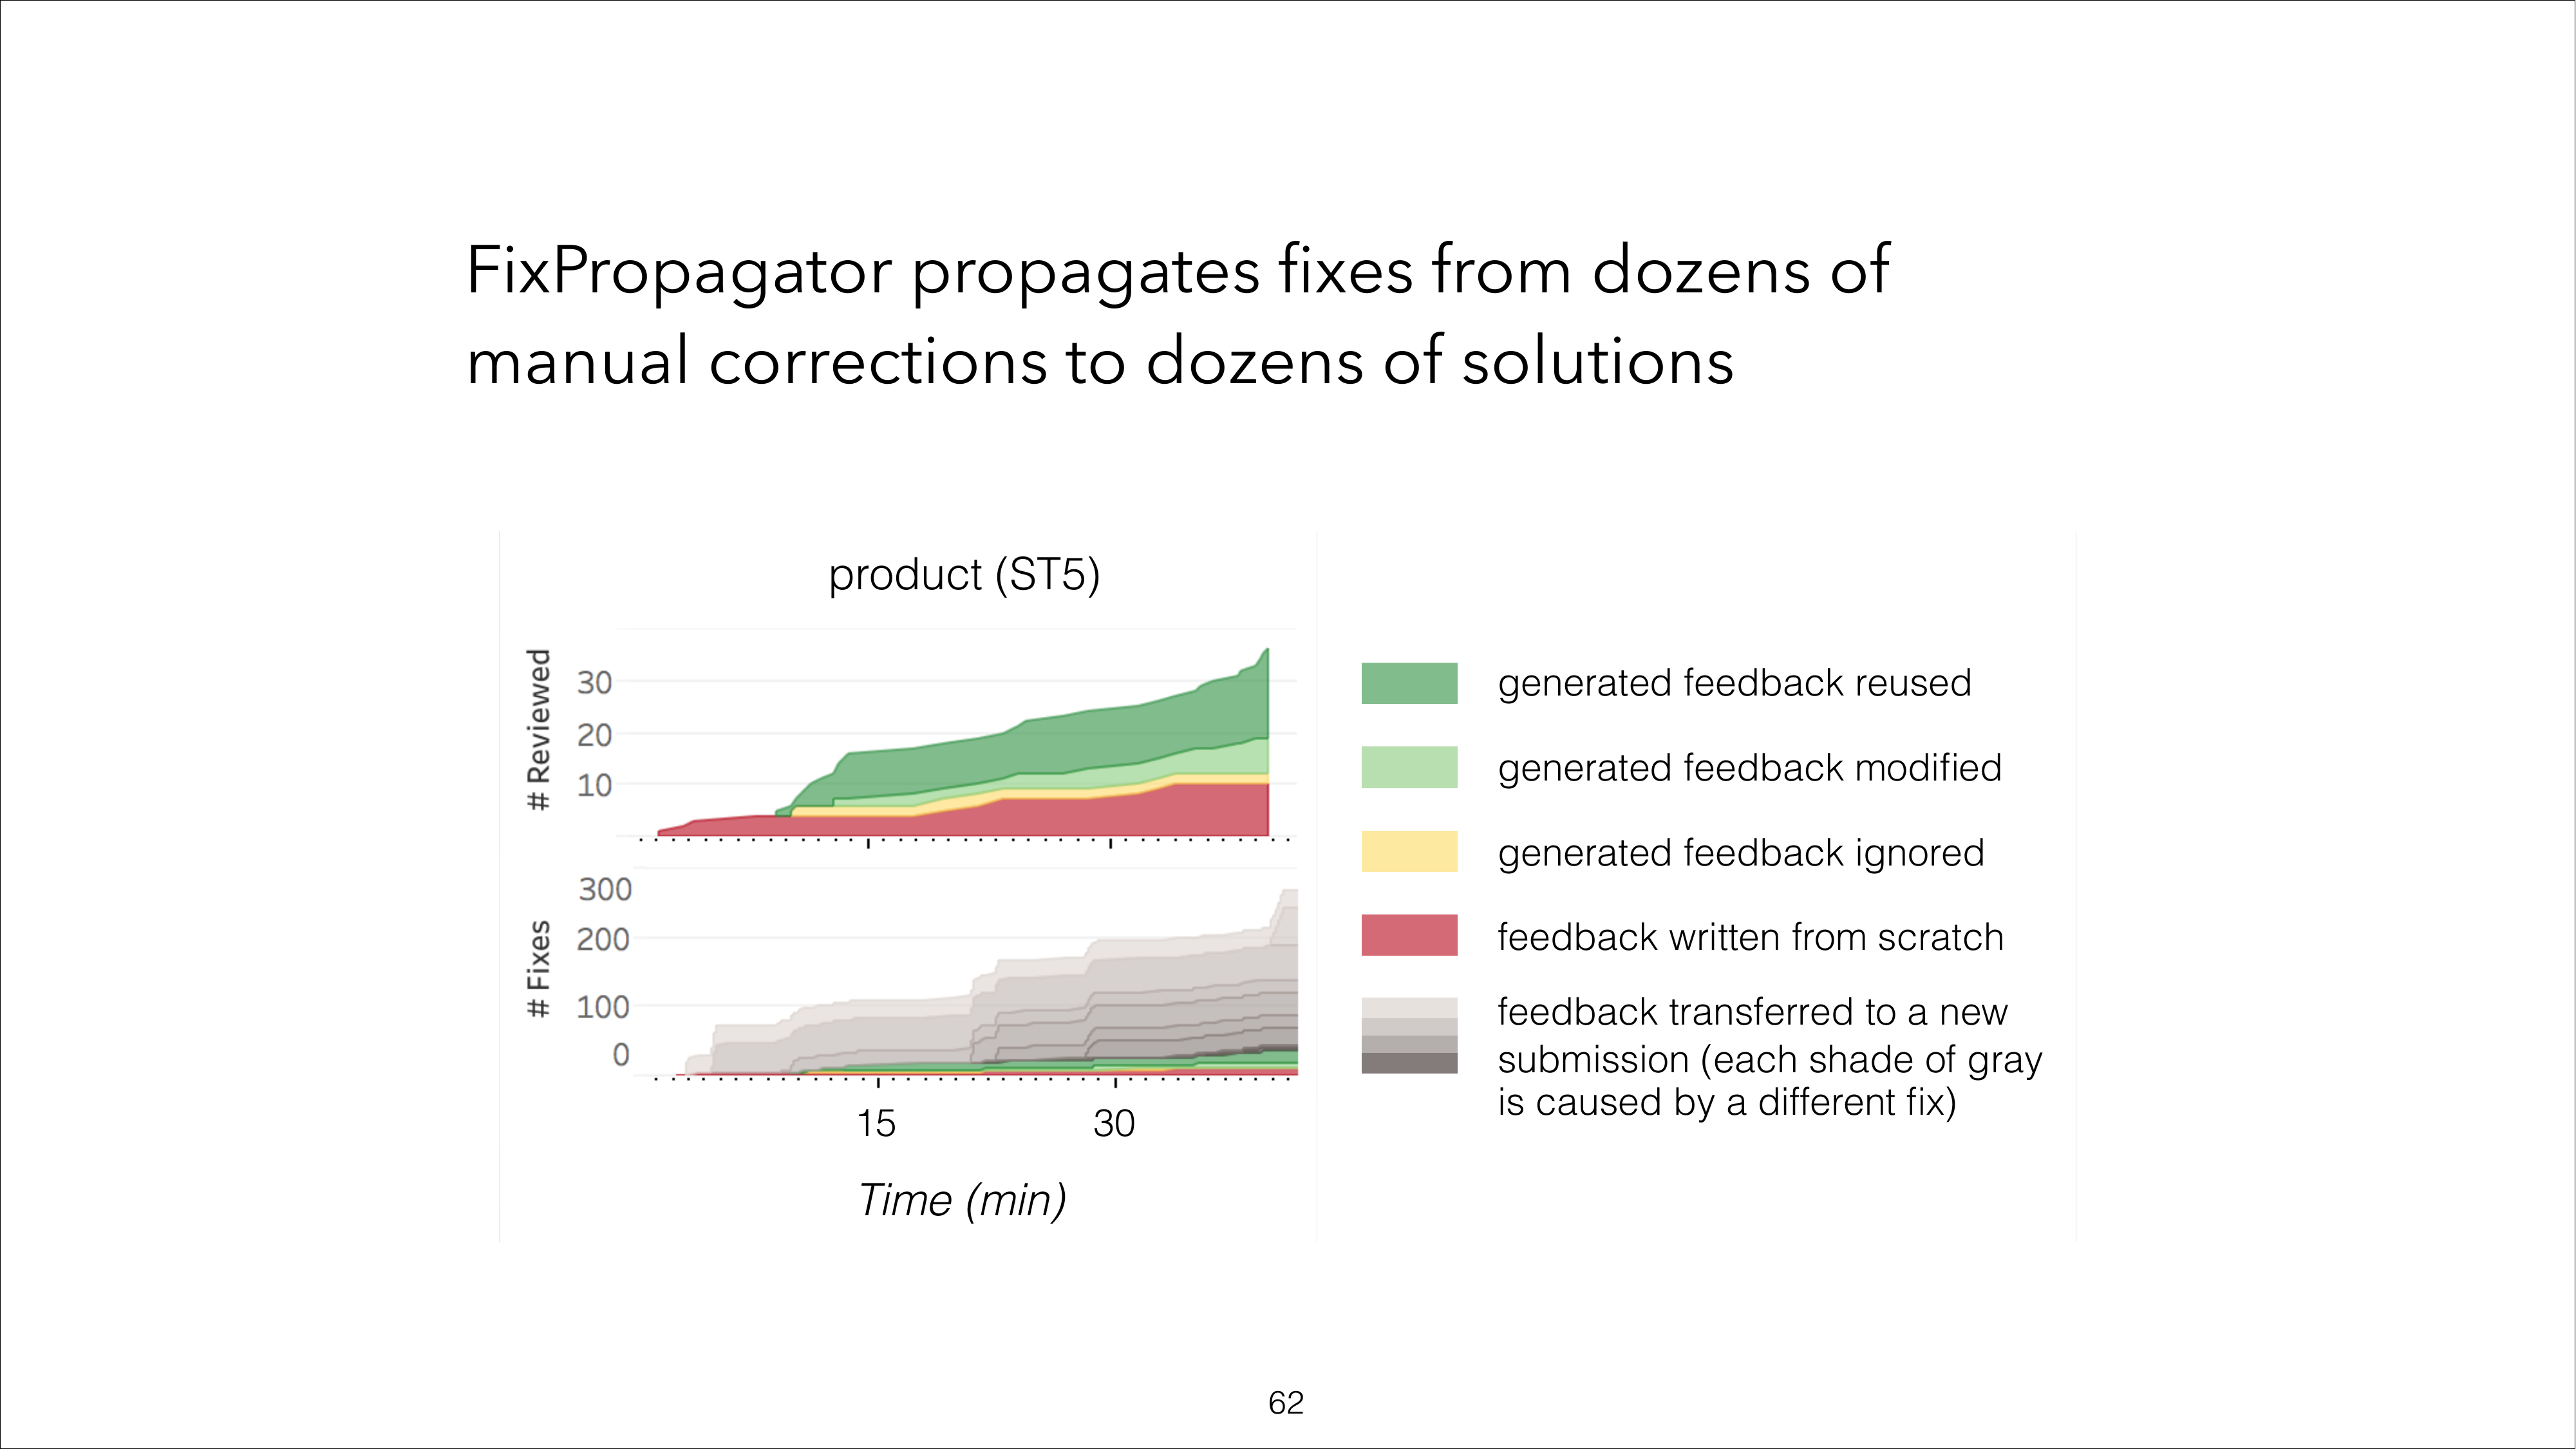 FixPropagator propagates fixes from dozens of
manual corrections to dozens of solutions
product (ST5)
# Reviewed
30
20
10
# Fixes
300
200
100
0
15
30
Time (min)
generated feedback reused
generated feedback modified
generated feedback ignored
feedback written from scratch
feedback transferred to a new
submission (each shade of gray
is caused by a different fix)
62